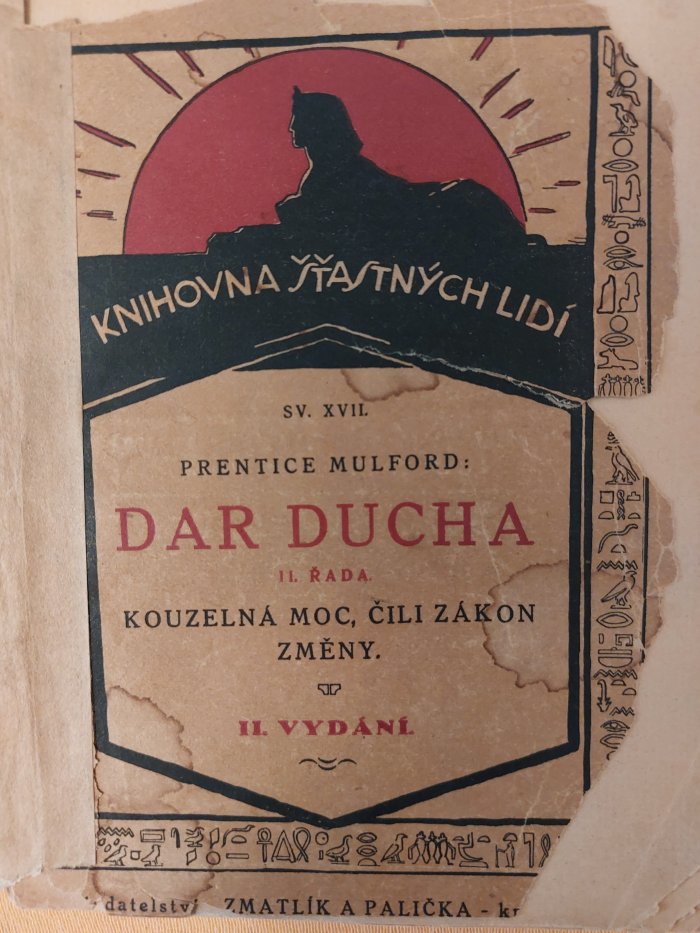 KNIHOVNA ŠŤASTNÝCH LIDÍ
SV. XVII.
PRENTICE MULFORD:
DAR DUCHA
II. ŘADA.
KOUZELNÁ MOC, ČILI ZÁKON
ZMĚNY.
II. VYDÁNÍ.
datelství ZMATLÍK A PALIČKA -